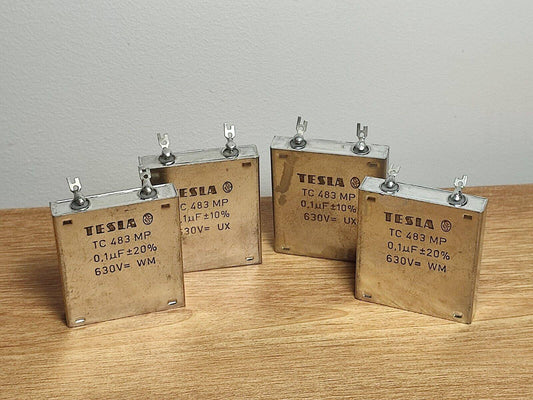 TESLA
TC 483 MP
0,1µF±20%
630V= WM
TESLA
TC 483 MP
0,1µF±10%
630V= UX
TESLA
TC 483 MP
0,1µF±10%
630V= UX
TESLA
TC 483 MP
0,1µF±20%
630V= WM